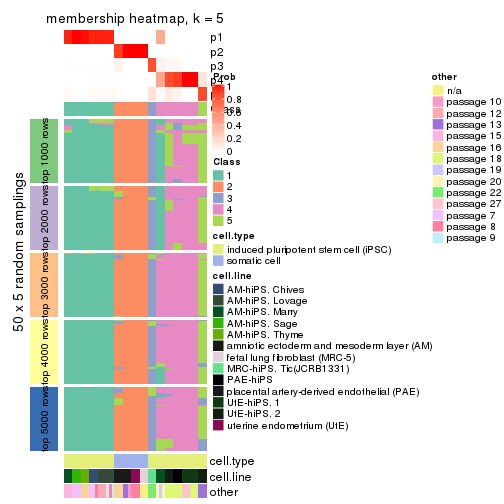 membership heatmap, k = 5
p1
p2
p3
p4
Prob
1
0.8
0.6
0.4
0.2
0
Class
1
2
3
4
5
cell.type
induced pluripotent stem cell (iPSC)
somatic cell
cell.line
AM-hiPS. Chives
AM-hiPS. Lovage
AM-hiPS. Marry
AM-hiPS. Sage
AM-hiPS. Thyme
amniotic ectoderm and mesoderm layer (AM)
fetal lung fibroblast (MRC-5)
MRC-hiPS. Tic(JCRB1331)
PAE-hiPS
placental artery-derived endothelial (PAE)
UtE-hiPS. 1
UtE-hiPS. 2
uterine endometrium (UtE)
other
n/a
passage 10
passage 12
passage 13
passage 15
passage 16
passage 18
passage 19
passage 20
passage 22
passage 27
passage 7
passage 8
passage 9
50 x 5 random samplings
top 1000 rows
top 2000 rows
top 3000 rows
top 4000 rows
top 5000 rows
cell.type
cell.line
other